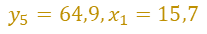 y₅ = 64,9, x₁ = 15,7